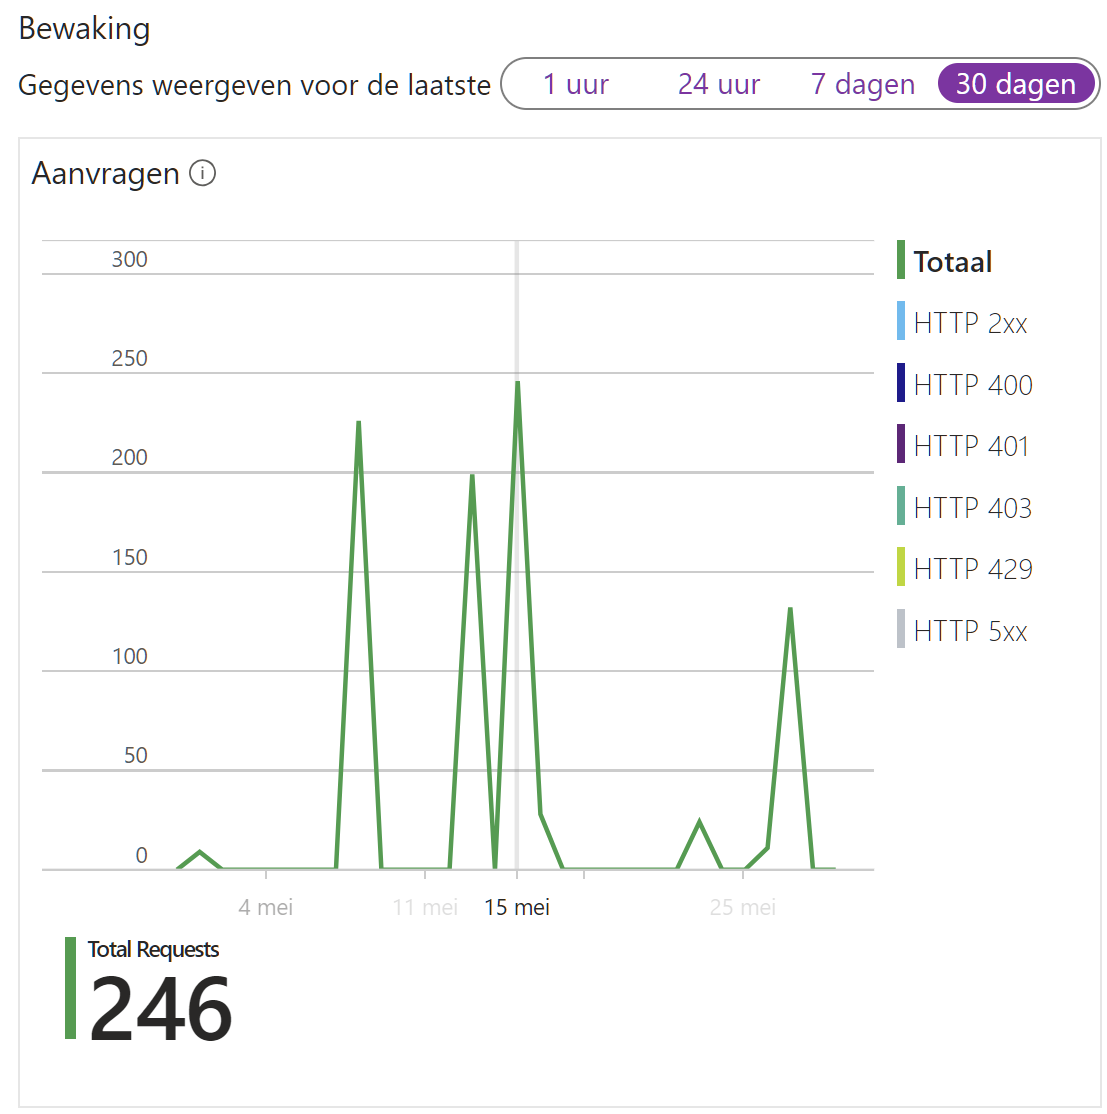 Bewaking
Gegevens weergeven voor de laatste 1 uur 24 uur 7 dagen 30 dagen
Aanvragen
300
250
200
150
100
50
0
4 mei 11 mei 15 mei 25 mei
Totaal
HTTP 2xx
HTTP 400
HTTP 401
HTTP 403
HTTP 429
HTTP 5xx
Total Requests
246